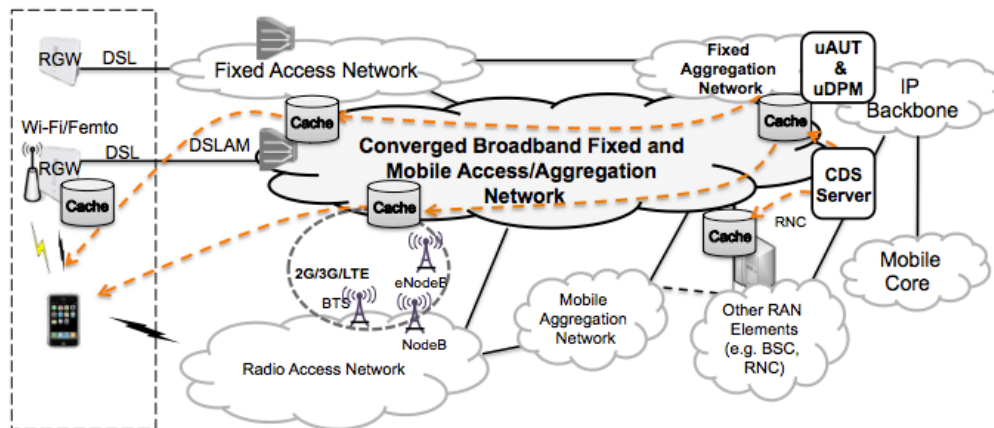 RGW
DSL
Fixed Access Network
Fixed
Aggregation
Network
uAUT
&
uDPM
IP
Backbone
Wi-Fi/Femto
RGW
DSL
DSLAM
Cache
Cache
Cache
Converged Broadband Fixed and
Mobile Access/Aggregation
Network
CDS
Server
Cache
Cache
RNC
2G/3G/LTE
eNodeB
BTS
NodeB
Mobile
Aggregation
Network
Mobile
Core
Other RAN
Elements
(e.g. BSC,
RNC)
Radio Access Network